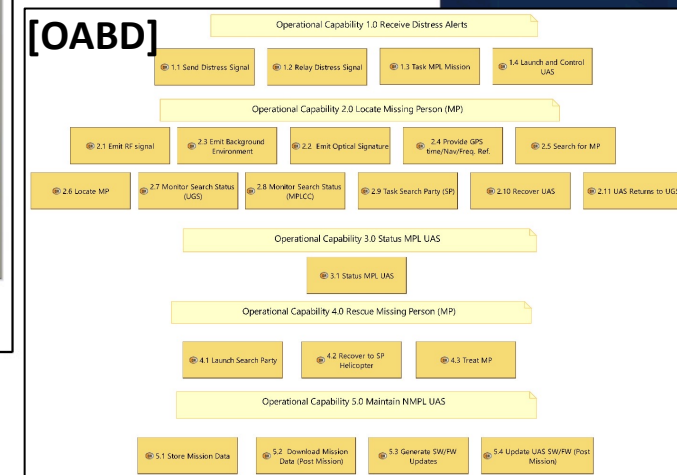 [OABD]
Operational Capability 1.0 Receive Distress Alerts
1.1 Send Distress Signal
1.2 Relay Distress Signal
1.3 Task MPL Mission
1.4 Launch and Control
UAS
Operational Capability 2.0 Locate Missing Person (MP)
2.1 Emit RF signal
2.3 Emit Background
Environment
2.2 Emit Optical Signature
2.4 Provide GPS
time/Nav/Freq. Ref.
2.5 Search for MP
2.6 Locate MP
2.7 Monitor Search Status
(UGS)
2.8 Monitor Search Status
(MPLCC)
2.9 Task Search Party (SP)
2.10 Recover UAS
2.11 UAS Returns to UGS
Operational Capability 3.0 Status MPL UAS
3.1 Status MPL UAS
Operational Capability 4.0 Rescue Missing Person (MP)
4.1 Launch Search Party
4.2 Recover to SP
Helicopter
4.3 Treat MP
Operational Capability 5.0 Maintain NMPL UAS
5.1 Store Mission Data
5.2 Download Mission
Data (Post Mission)
5.3 Generate SW/FW
Updates
5.4 Update UAS SW/FW (Post
Mission)